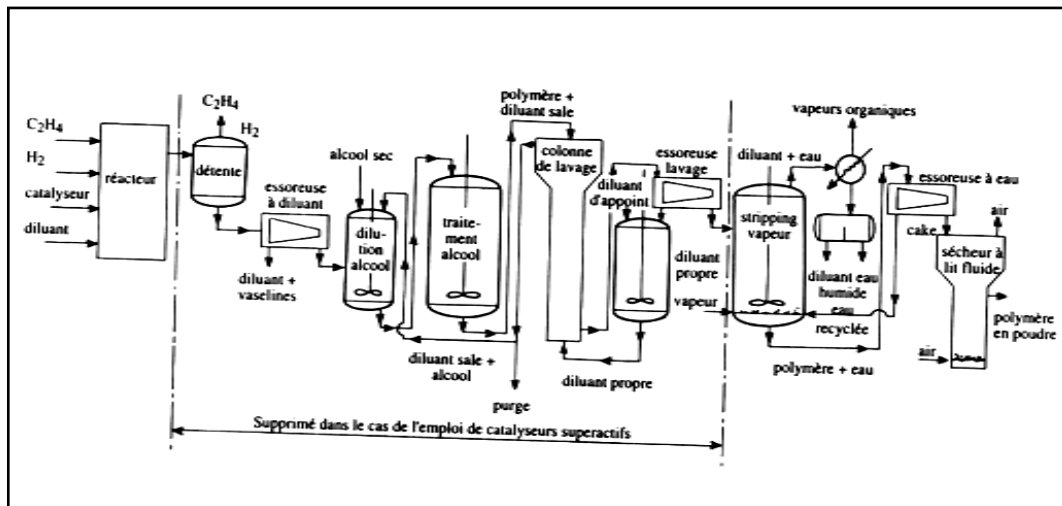 C₂H₄
H₂
catalyseur
diluant
réacteur
C₂H₄
H₂
détente
essoreuse
à diluant
diluant +
vaselines
alcool sec
dilu-
tion
alcool
traite-
ment
alcool
diluant sale +
alcool
purge
polymère +
diluant sale
colonne
de lavage
diluant propre
diluant
d'appoint
essoreuse
lavage
diluant
propre
vapeur
stripping
vapeur
diluant + eau
vapeurs organiques
diluant eau
humide
eau
recyclée
polymère + eau
essoreuse à eau
cake
air
sécheur à
lit fluide
air
polymère
en poudre
Supprimé dans le cas de l'emploi de catalyseurs superactifs